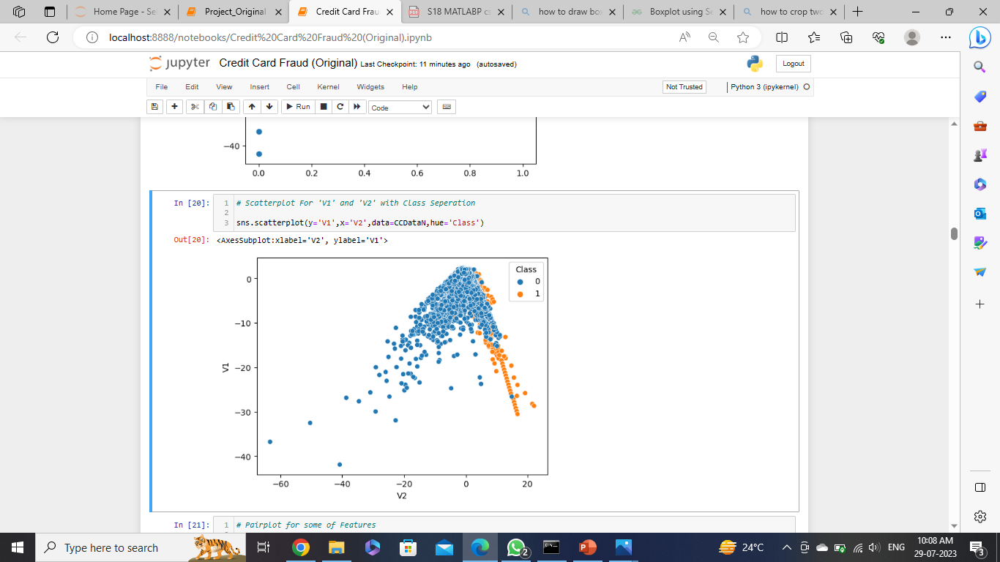 Home Page - Sel
Project_Original
Credit Card Frau
S18 MATLABP cs
how to draw box
Boxplot using Se
how to crop two
localhost:8888/notebooks/Credit%20Card%20Fraud%20(Original).ipynb
jupyter Credit Card Fraud (Original) Last Checkpoint: 11 minutes ago (autosaved)
Logout
File Edit View Insert Cell Kernel Widgets Help
Not Trusted
Python 3 (ipykernel)
Run
Code
−40
0.0 0.2 0.4 0.6 0.8 1.0
In [20]:
1 # Scatterplot For 'V1' and 'V2' with Class Seperation
2
3 sns.scatterplot(y='V1',x='V2',data=CCDataN,hue='Class')
Out[20]: <AxesSubplot:xlabel='V2', ylabel='V1'>
Class
0
1
0
−10
−20
−30
−40
V1
−60 −40 −20 0 20
V2
In [21]:
1 # Pairplot for some of Features
Type here to search
2
24°C
ENG
10:08 AM
29-07-2023
3